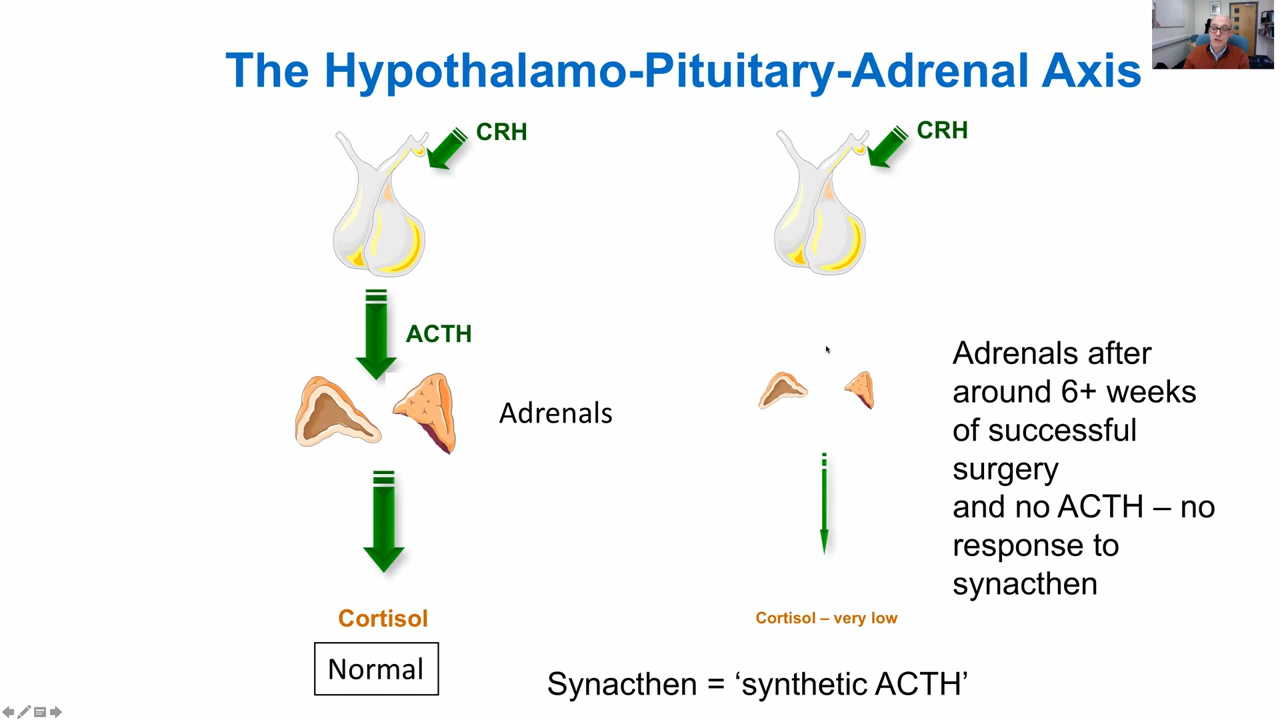 The Hypothalamo-Pituitary-Adrenal Axis
CRH
CRH
ACTH
Adrenals
Adrenals after
around 6+ weeks
of successful
surgery
and no ACTH – no
response to
synacthen
Cortisol
Cortisol – very low
Normal
Synacthen = ‘synthetic ACTH’